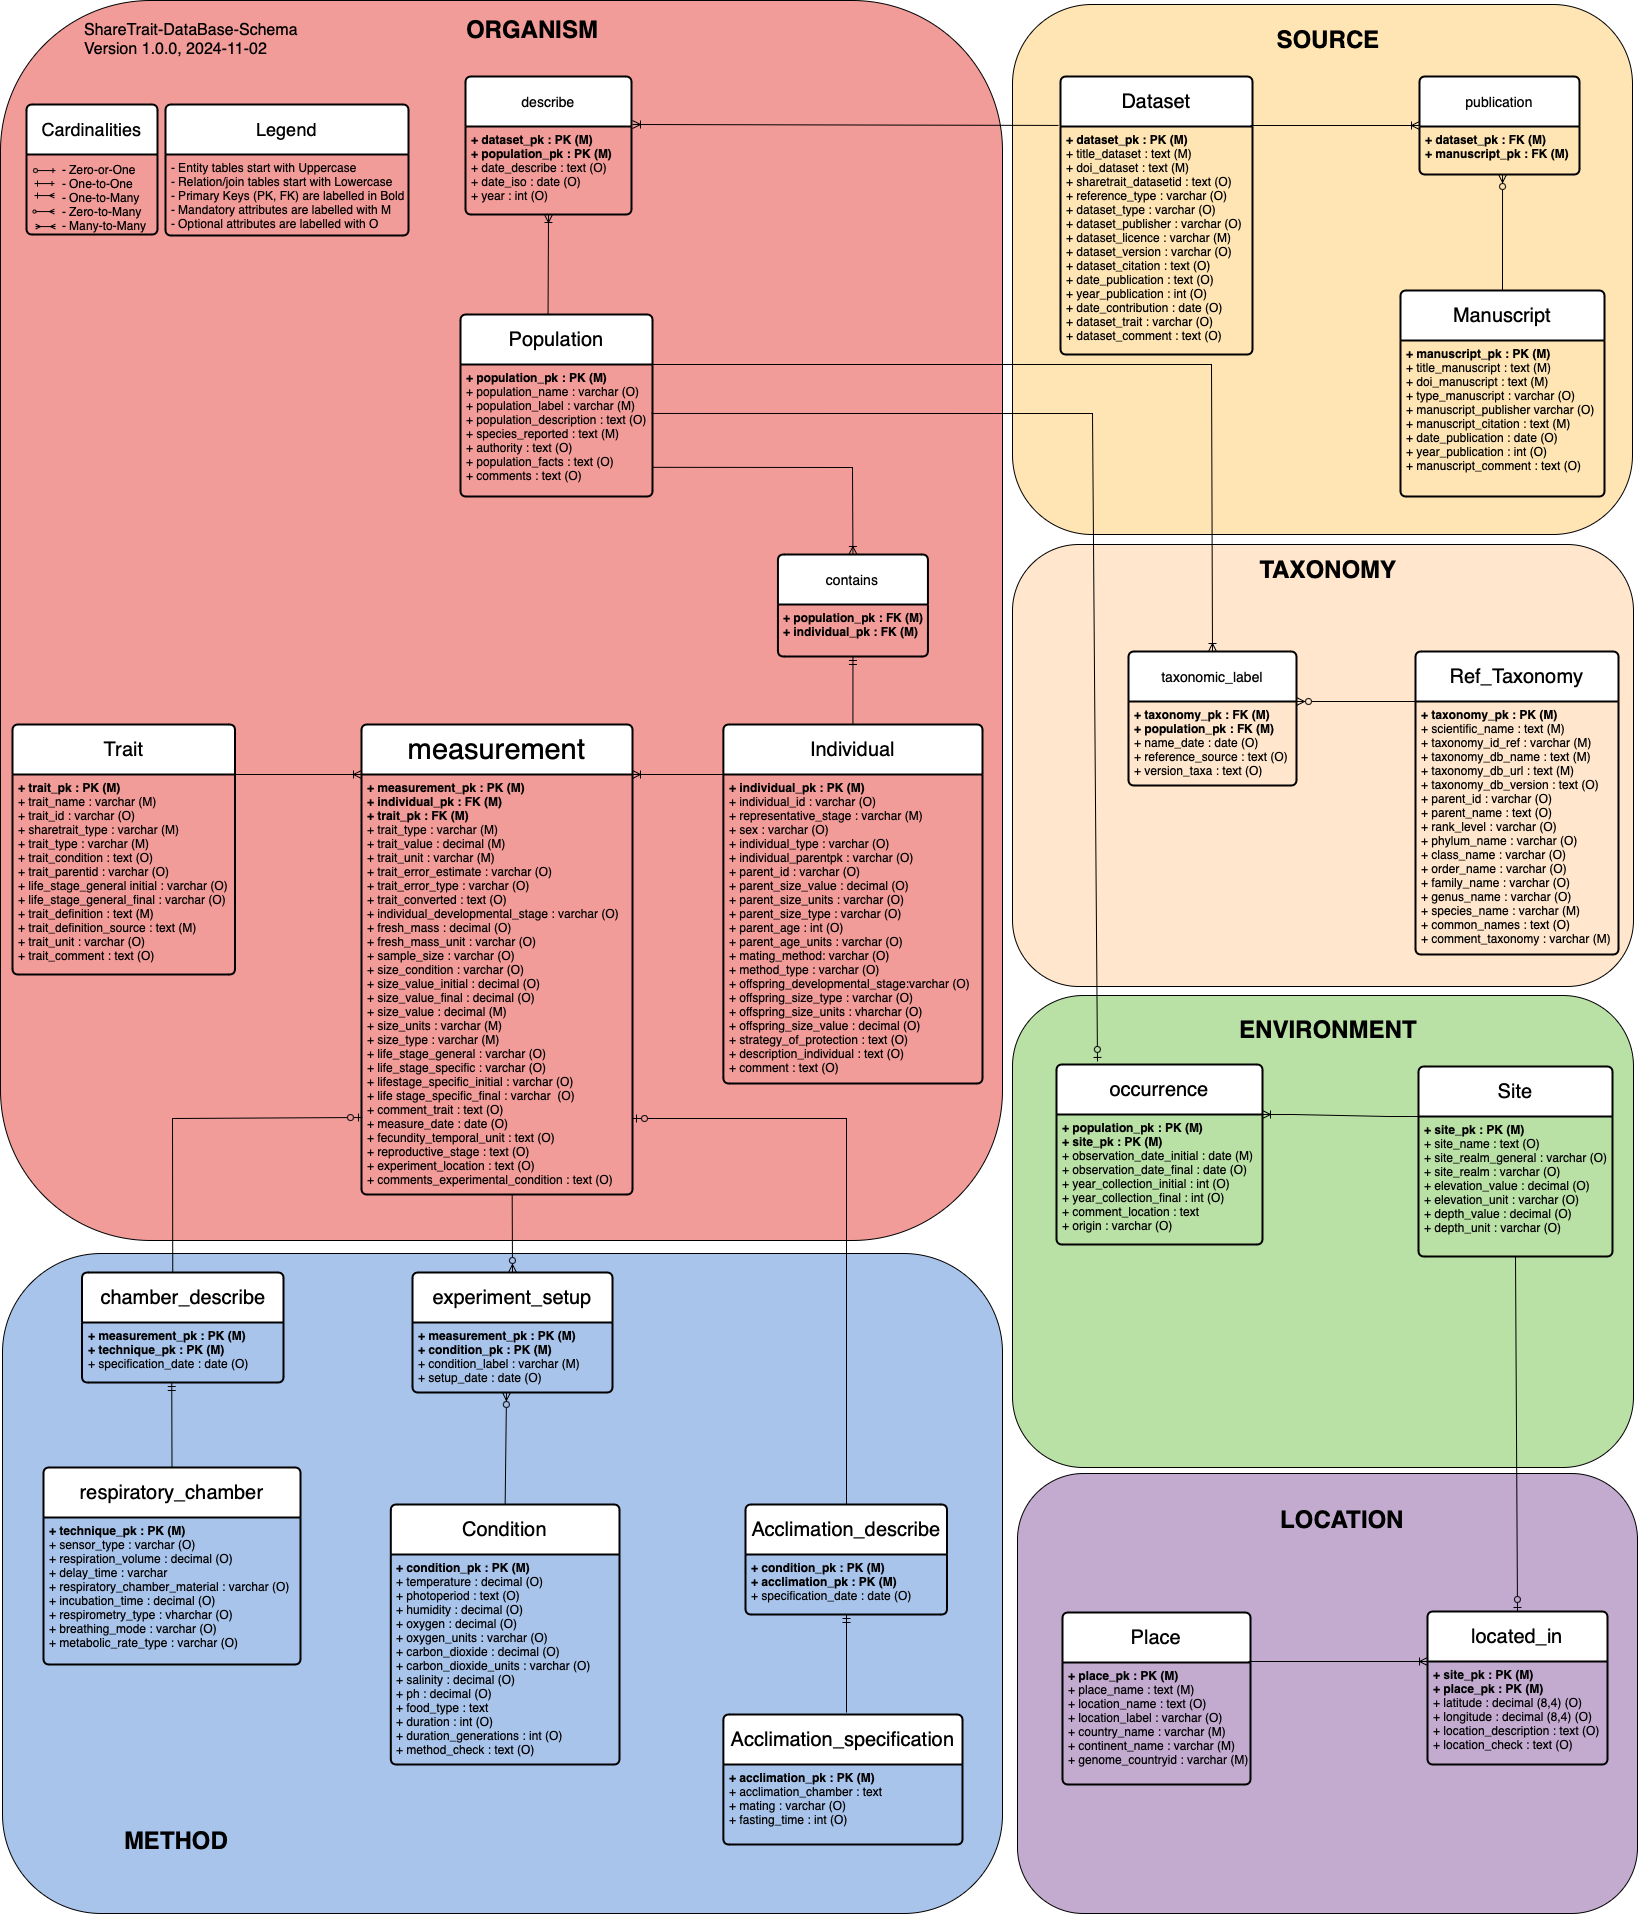 ShareTrait-DataBase-Schema
Version 1.0.0, 2024-11-02
ORGANISM
Cardinalities
- Zero-or-One
- One-to-One
- One-to-Many
- Zero-to-Many
- Many-to-Many
Legend
- Entity tables start with Uppercase
- Relation/join tables start with Lowercase
- Primary Keys (PK, FK) are labelled in Bold
- Mandatory attributes are labelled with M
- Optional attributes are labelled with O
describe
+ dataset_pk : PK (M)
+ population_pk : PK (M)
+ date_describe : text (O)
+ date_iso : date (O)
+ year : int (O)
Population
+ population_pk : PK (M)
+ population_name : varchar (O)
+ population_label : varchar (M)
+ population_description : text (O)
+ species_reported : text (M)
+ authority : text (O)
+ population_facts : text (O)
+ comments : text (O)
contains
+ population_pk : FK (M)
+ individual_pk : FK (M)
Trait
+ trait_pk : PK (M)
+ trait_name : varchar (M)
+ trait_id : varchar (O)
+ sharetrait_type : varchar (M)
+ trait_type : varchar (M)
+ trait_condition : text (O)
+ trait_parentid : varchar (O)
+ life_stage_general initial : varchar (O)
+ life_stage_general_final : varchar (O)
+ trait_definition : text (M)
+ trait_definition_source : text (M)
+ trait_unit : varchar (O)
+ trait_comment : text (O)
measurement
+ measurement_pk : PK (M)
+ individual_pk : FK (M)
+ trait_pk : FK (M)
+ trait_type : varchar (M)
+ trait_value : decimal (M)
+ trait_unit : varchar (M)
+ trait_error_estimate : varchar (O)
+ trait_error_type : varchar (O)
+ trait_converted : text (O)
+ individual_developmental_stage : varchar (O)
+ fresh_mass : decimal (O)
+ fresh_mass_unit : varchar (O)
+ sample_size : varchar (O)
+ size_condition : varchar (O)
+ size_value_initial : decimal (O)
+ size_value_final : decimal (O)
+ size_value : decimal (M)
+ size_units : varchar (M)
+ size_type : varchar (M)
+ life_stage_general : varchar (O)
+ life_stage_specific : varchar (O)
+ lifestage_specific_initial : varchar (O)
+ life stage_specific_final : varchar (O)
+ comment_trait : text (O)
+ measure_date : date (O)
+ fecundity_temporal_unit : text (O)
+ reproductive_stage : text (O)
+ experiment_location : text (O)
+ comments_experimental_condition : text (O)
Individual
+ individual_pk : PK (M)
+ individual_id : varchar (O)
+ representative_stage : varchar (M)
+ sex : varchar (O)
+ individual_type : varchar (O)
+ individual_parentpk : varchar (O)
+ parent_id : varchar (O)
+ parent_size_value : decimal (O)
+ parent_size_units : varchar (O)
+ parent_size_type : varchar (O)
+ parent_age : int (O)
+ parent_age_units : varchar (O)
+ mating_method: varchar (O)
+ method_type : varchar (O)
+ offspring_developmental_stage:varchar (O)
+ offspring_size_type : varchar (O)
+ offspring_size_units : vharchar (O)
+ offspring_size_value : decimal (O)
+ strategy_of_protection : text (O)
+ description_individual : text (O)
+ comment : text (O)
SOURCE
Dataset
+ dataset_pk : PK (M)
+ title_dataset : text (M)
+ doi_dataset : text (M)
+ sharetrait_datasetid : text (O)
+ reference_type : varchar (O)
+ dataset_type : varchar (O)
+ dataset_publisher : varchar (O)
+ dataset_licence : varchar (M)
+ dataset_version : varchar (O)
+ dataset_citation : text (O)
+ date_publication : text (O)
+ year_publication : int (O)
+ date_contribution : date (O)
+ dataset_trait : varchar (O)
+ dataset_comment : text (O)
publication
+ dataset_pk : FK (M)
+ manuscript_pk : FK (M)
Manuscript
+ manuscript_pk : PK (M)
+ title_manuscript : text (M)
+ doi_manuscript : text (M)
+ type_manuscript : varchar (O)
+ manuscript_publisher varchar (O)
+ manuscript_citation : text (M)
+ date_publication : date (O)
+ year_publication : int (O)
+ manuscript_comment : text (O)
TAXONOMY
taxonomic_label
+ taxonomy_pk : FK (M)
+ population_pk : FK (M)
+ name_date : date (O)
+ reference_source : text (O)
+ version_taxa : text (O)
Ref_Taxonomy
+ taxonomy_pk : PK (M)
+ scientific_name : text (M)
+ taxonomy_id_ref : varchar (M)
+ taxonomy_db_name : text (M)
+ taxonomy_db_url : text (M)
+ taxonomy_db_version : text (O)
+ parent_id : varchar (O)
+ parent_name : text (O)
+ rank_level : varchar (O)
+ phylum_name : varchar (O)
+ class_name : varchar (O)
+ order_name : varchar (O)
+ family_name : varchar (O)
+ genus_name : varchar (O)
+ species_name : varchar (M)
+ common_names : text (O)
+ comment_taxonomy : varchar (M)
ENVIRONMENT
occurrence
+ population_pk : PK (M)
+ site_pk : PK (M)
+ observation_date_initial : date (M)
+ observation_date_final : date (O)
+ year_collection_initial : int (O)
+ year_collection_final : int (O)
+ comment_location : text
+ origin : varchar (O)
Site
+ site_pk : PK (M)
+ site_name : text (O)
+ site_realm_general : varchar (O)
+ site_realm : varchar (O)
+ elevation_value : decimal (O)
+ elevation_unit : varchar (O)
+ depth_value : decimal (O)
+ depth_unit : varchar (O)
chamber_describe
+ measurement_pk : PK (M)
+ technique_pk : PK (M)
+ specification_date : date (O)
experiment_setup
+ measurement_pk : PK (M)
+ condition_pk : PK (M)
+ condition_label : varchar (M)
+ setup_date : date (O)
respiratory_chamber
+ technique_pk : PK (M)
+ sensor_type : varchar (O)
+ respiration_volume : decimal (O)
+ delay_time : varchar
+ respiratory_chamber_material : varchar (O)
+ incubation_time : decimal (O)
+ respirometry_type : vharchar (O)
+ breathing_mode : varchar (O)
+ metabolic_rate_type : varchar (O)
Condition
+ condition_pk : PK (M)
+ temperature : decimal (O)
+ photoperiod : text (O)
+ humidity : decimal (O)
+ oxygen : decimal (O)
+ oxygen_units : varchar (O)
+ carbon_dioxide : decimal (O)
+ carbon_dioxide_units : varchar (O)
+ salinity : decimal (O)
+ ph : decimal (O)
+ food_type : text
+ duration : int (O)
+ duration_generations : int (O)
+ method_check : text (O)
Acclimation_describe
+ condition_pk : PK (M)
+ acclimation_pk : PK (M)
+ specification_date : date (O)
Acclimation_specification
+ acclimation_pk : PK (M)
+ acclimation_chamber : text
+ mating : varchar (O)
+ fasting_time : int (O)
METHOD
LOCATION
Place
+ place_pk : PK (M)
+ place_name : text (M)
+ location_name : text (O)
+ location_label : varchar (O)
+ country_name : varchar (M)
+ continent_name : varchar (M)
+ genome_countryid : varchar (M)
located_in
+ site_pk : PK (M)
+ place_pk : PK (M)
+ latitude : decimal (8,4) (O)
+ longitude : decimal (8,4) (O)
+ location_description : text (O)
+ location_check : text (O)